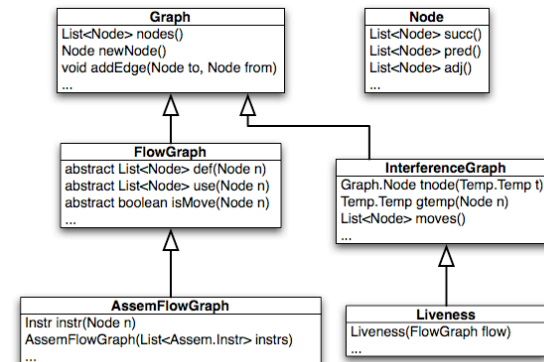 Graph
List<Node> nodes()
Node newNode()
void addEdge(Node to, Node from)
...
Node
List<Node> succ()
List<Node> pred()
List<Node> adj()
...
FlowGraph
abstract List<Node> def(Node n)
abstract List<Node> use(Node n)
abstract boolean isMove(Node n)
...
InterferenceGraph
Graph.Node tnode(Temp.Temp t)
Temp.Temp gtemp(Node n)
List<Node> moves()
...
AssemFlowGraph
Instr instr(Node n)
AssemFlowGraph(List<Assem.Instr> instrs)
...
Liveness
Liveness(FlowGraph flow)
...